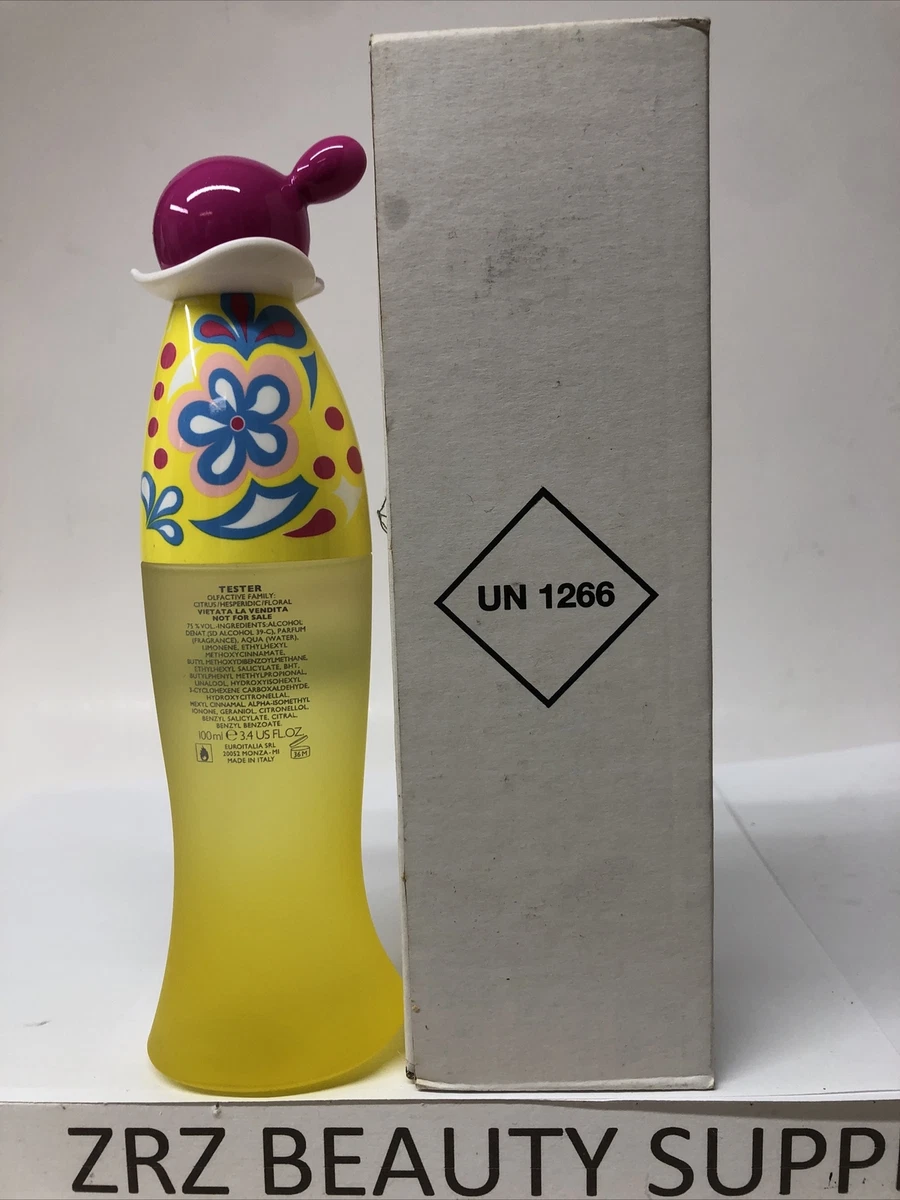 TESTER
OLFACTIVE FAMILY:
CITRUS/HESPERIDIC/FLORAL
VIETATA LA VENDITA
NOT FOR SALE
75 % VOL.-INGREDIENTS: ALCOHOL
DENAT (SD ALCOHOL 39-C), PARFUM
(FRAGRANCE), AQUA (WATER),
LIMONENE, ETHYLHEXYL
METHOXYCINNAMATE,
BUTYL METHOXYDIBENZOYLMETHANE,
ETHYLHEXYL SALICYLATE, BHT,
BUTYLPHENYL METHYLPROPIONAL,
LINALOOL, HYDROXYISOHEXYL
3-CYCLOHEXENE CARBOXALDEHYDE,
HYDROXYCITRONELLAL,
HEXYL CINNAMAL, ALPHA-ISOMETHYL
IONONE, GERANIOL, CITRONELLOL,
BENZYL SALICYLATE, CITRAL,
BENZYL BENZOATE.
100 ml e 3.4 US FL.OZ.
EUROITALIA SRL
20052 MONZA - MI
MADE IN ITALY
36M
UN 1266
ZRZ BEAUTY SUPP